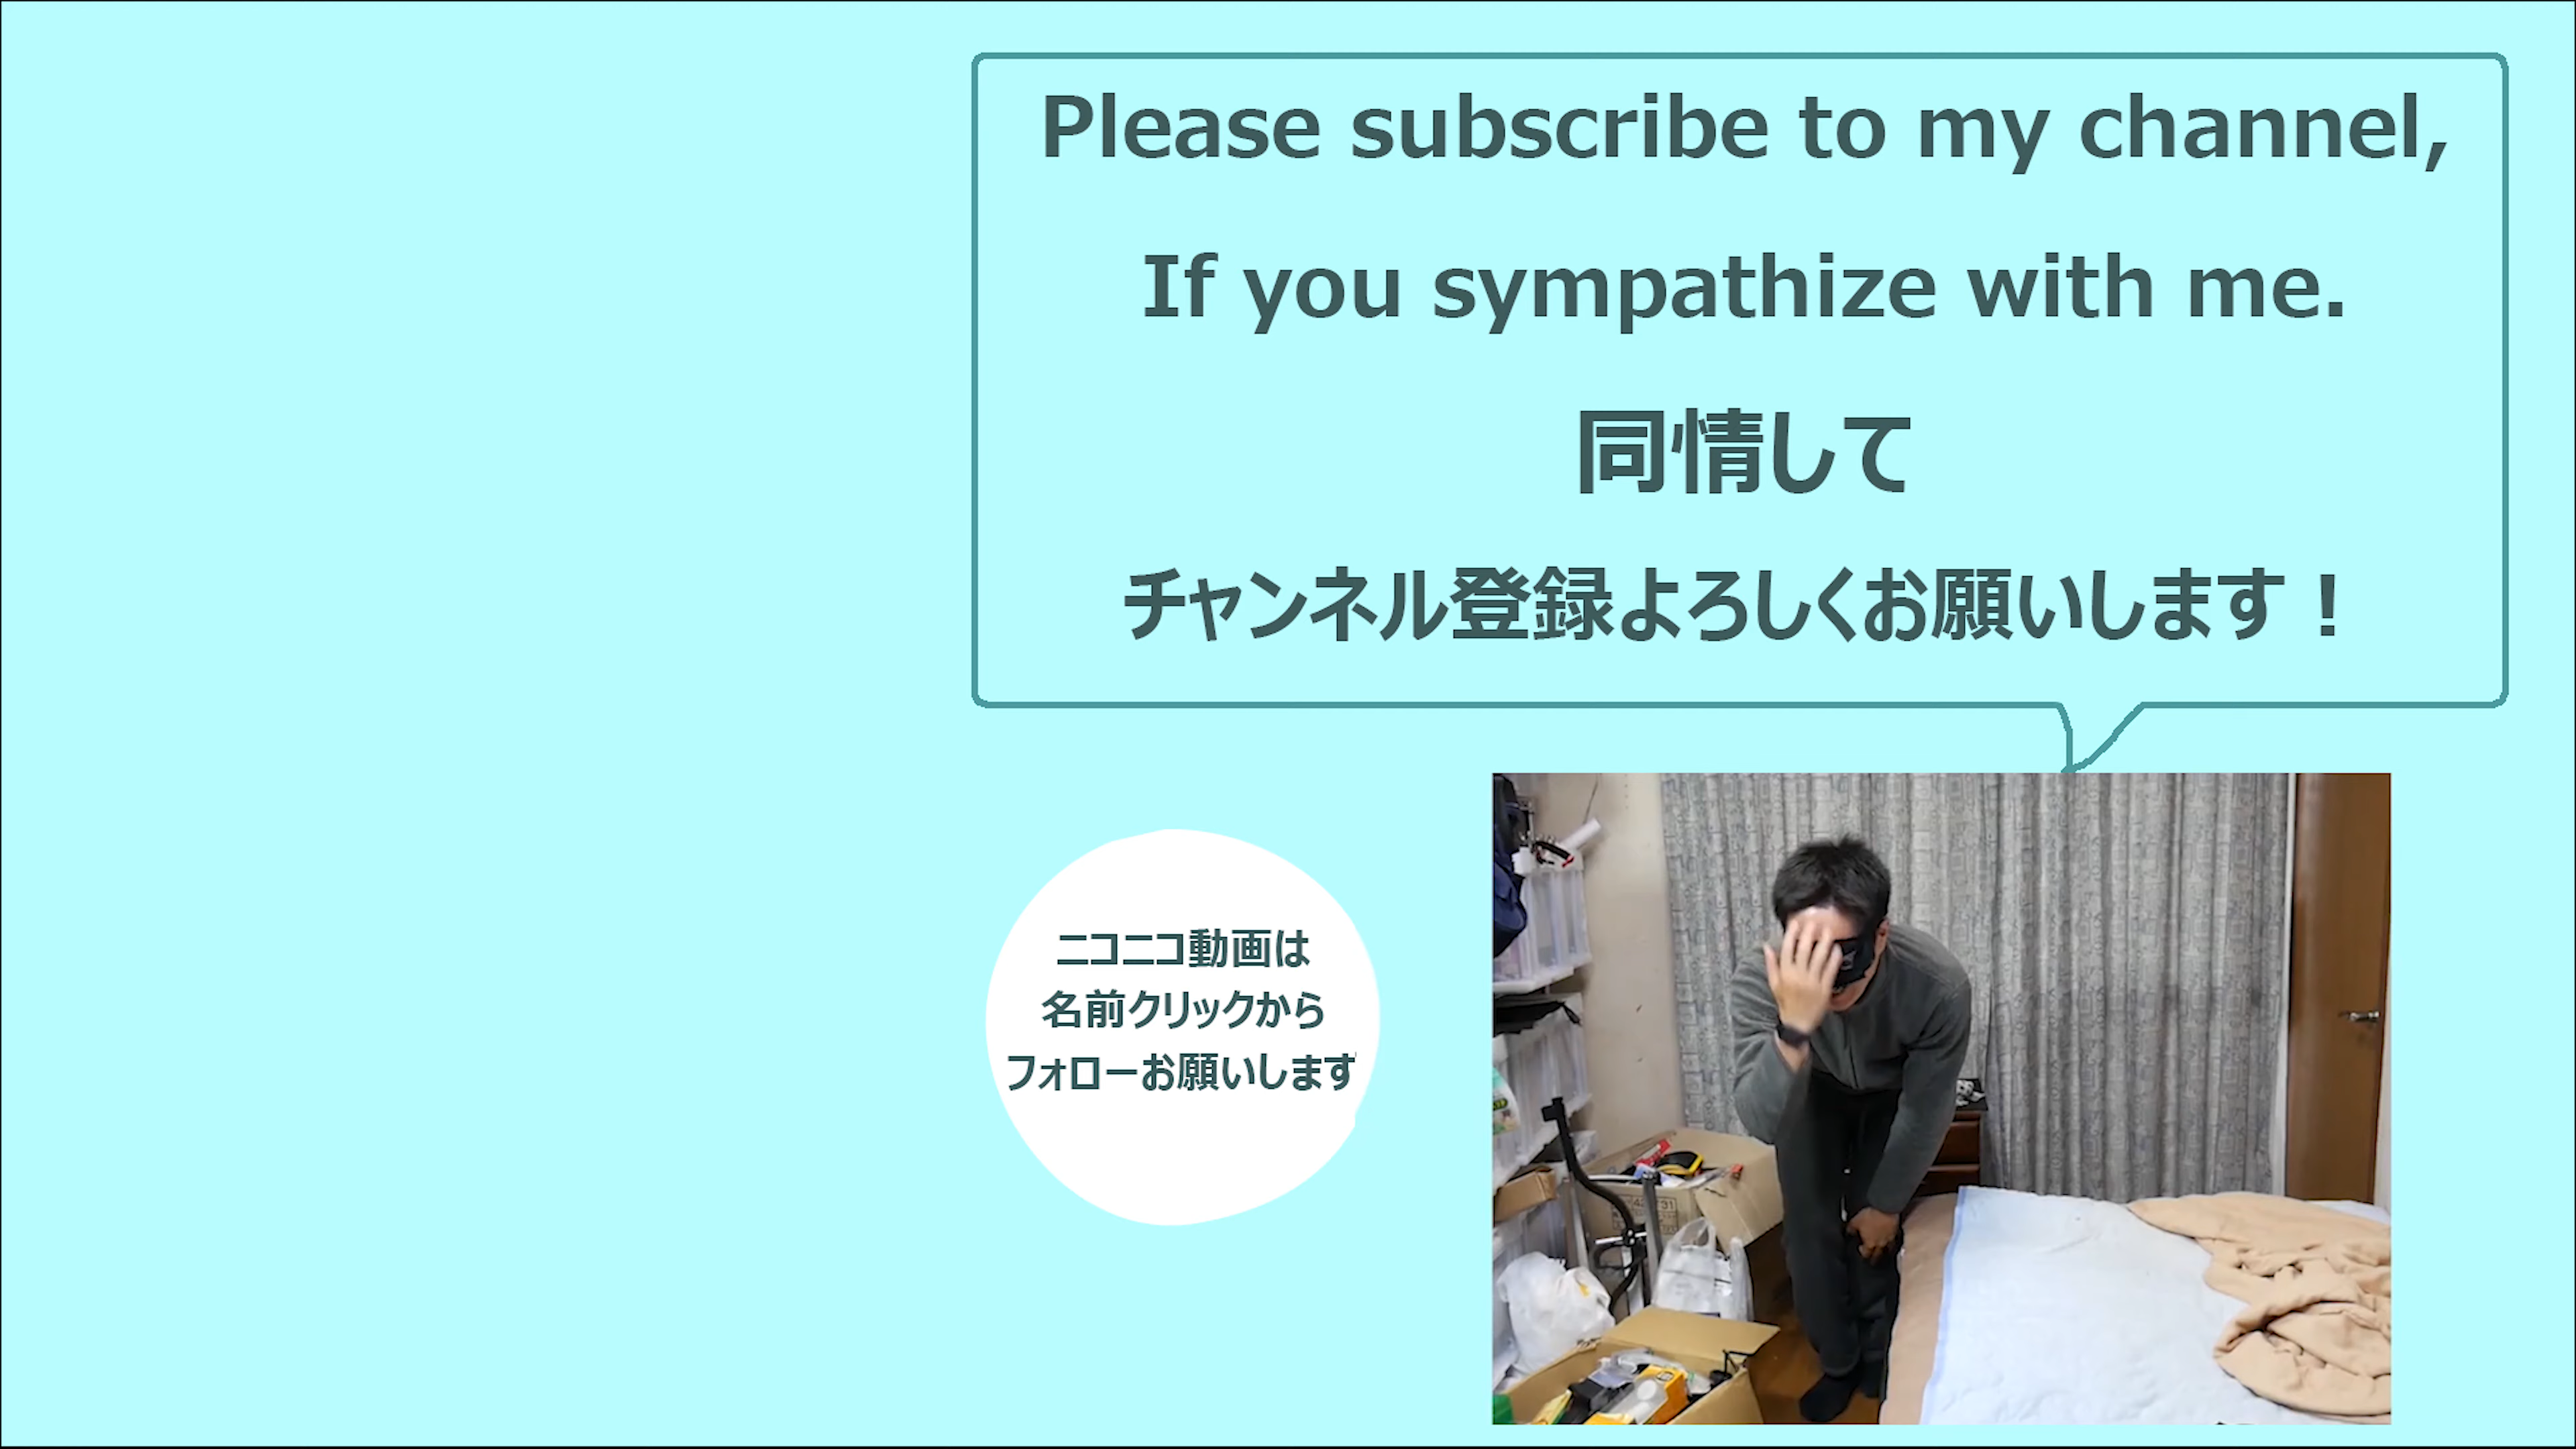 Please subscribe to my channel,
If you sympathize with me.
同情して
チャンネル登録よろしくお願いします！
ニコニコ動画は
名前クリックから
フォローお願いします